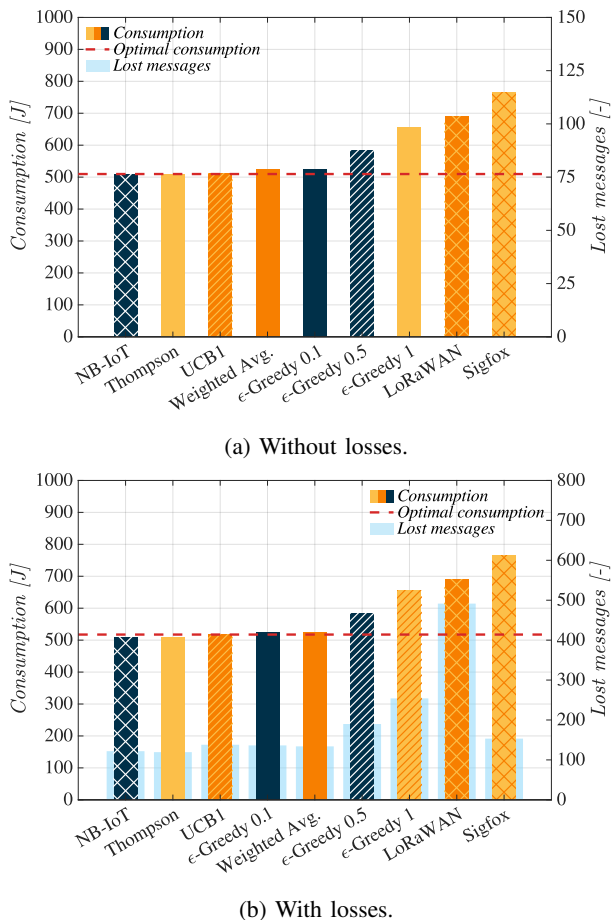 1000
900
800
700
600
500
400
300
200
100
0
Consumption [J]
150
125
100
75
50
25
0
Lost messages [-]
Consumption
Optimal consumption
Lost messages
NB-IoT
Thompson
UCB1
Weighted Avg.
ϵ-Greedy 0.1
ϵ-Greedy 0.5
ϵ-Greedy 1
LoRaWAN
Sigfox
(a) Without losses.
1000
900
800
700
600
500
400
300
200
100
0
Consumption [J]
800
700
600
500
400
300
200
100
0
Lost messages [-]
Consumption
Optimal consumption
Lost messages
NB-IoT
Thompson
UCB1
ϵ-Greedy 0.1
Weighted Avg.
ϵ-Greedy 0.5
ϵ-Greedy 1
LoRaWAN
Sigfox
(b) With losses.